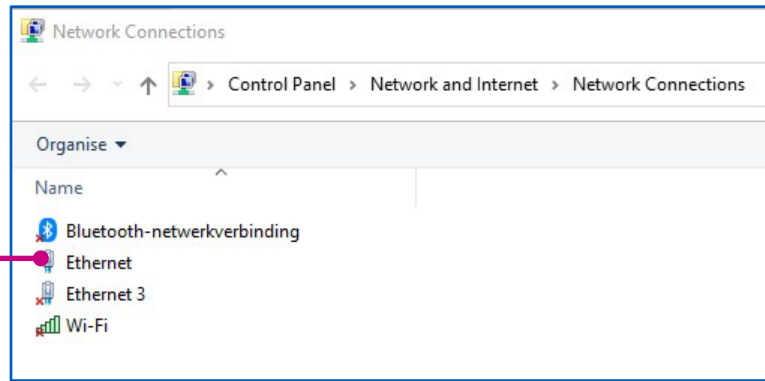 Network Connections
Control Panel > Network and Internet > Network Connections
Organise
Name
Bluetooth-netwerkverbinding
Ethernet
Ethernet 3
Wi-Fi